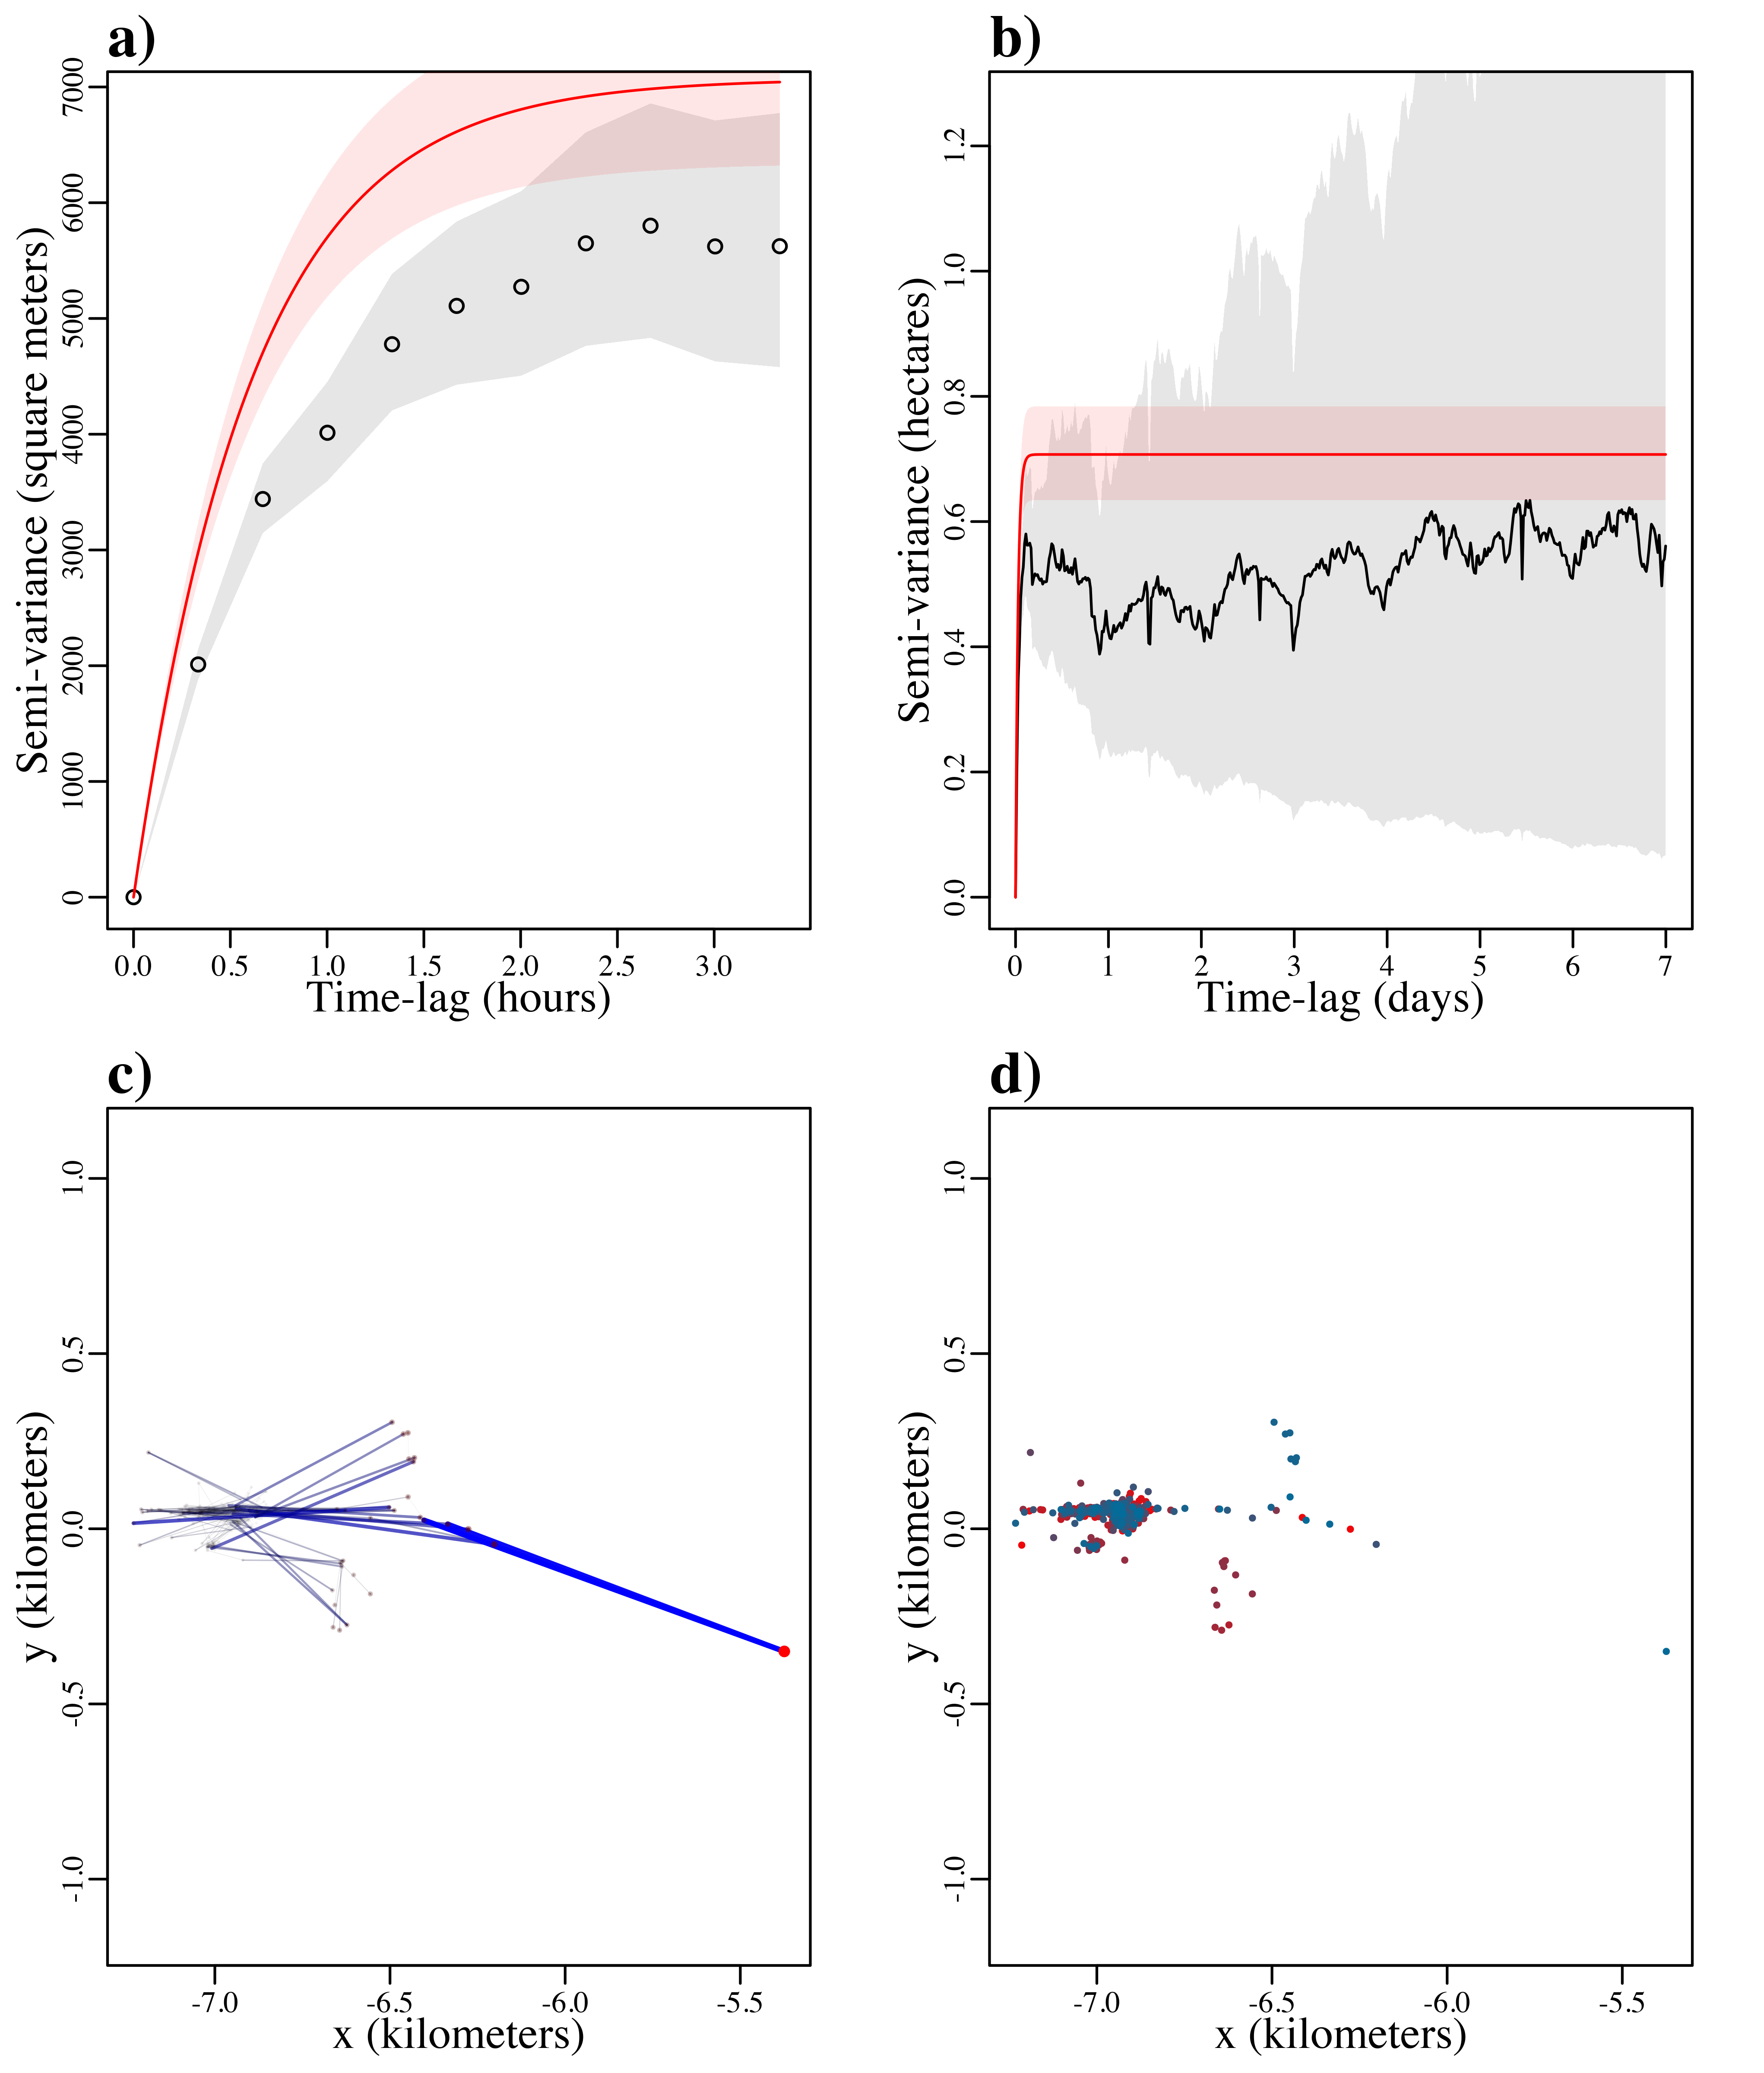 a)
Semi-variance (square meters)
7000
6000
5000
4000
3000
2000
1000
0
0.0 0.5 1.0 1.5 2.0 2.5 3.0
Time-lag (hours)
b)
Semi-variance (hectares)
1.2
1.0
0.8
0.6
0.4
0.2
0.0
0 1 2 3 4 5 6 7
Time-lag (days)
c)
y (kilometers)
1.0
0.5
0.0
-0.5
-1.0
-7.0 -6.5 -6.0 -5.5
x (kilometers)
d)
y (kilometers)
1.0
0.5
0.0
-0.5
-1.0
-7.0 -6.5 -6.0 -5.5
x (kilometers)